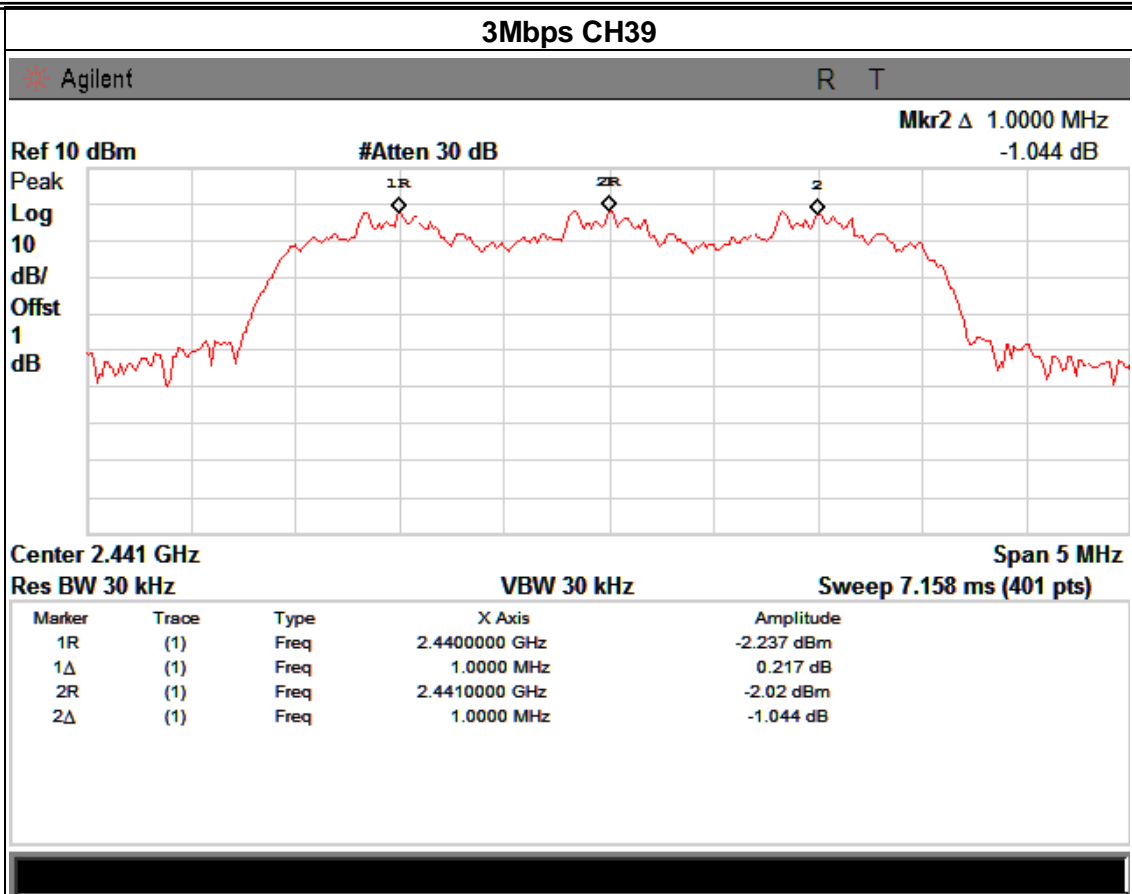 3Mbps CH39
Agilent R T
Mkr2 Δ 1.0000 MHz
Ref 10 dBm #Atten 30 dB -1.044 dB
Peak
Log
10
dB/
Offst
1
dB
1R 2R 2
Center 2.441 GHz Span 5 MHz
Res BW 30 kHz VBW 30 kHz Sweep 7.158 ms (401 pts)
Marker Trace Type X Axis Amplitude
1R (1) Freq 2.4400000 GHz -2.237 dBm
1Δ (1) Freq 1.0000 MHz 0.217 dB
2R (1) Freq 2.4410000 GHz -2.02 dBm
2Δ (1) Freq 1.0000 MHz -1.044 dB